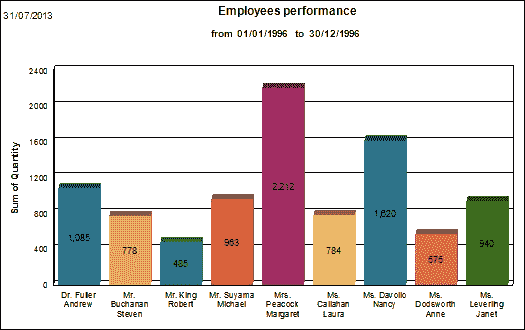 31/07/2013
Employees performance
from 01/01/1996 to 30/12/1996
Sum of Quantity
2400
2000
1600
1200
800
400
0
1,085
778
485
963
2,212
784
1,620
575
940
Dr. Fuller
Andrew
Mr.
Buchanan
Steven
Mr. King
Robert
Mr. Suyama
Michael
Mrs.
Peacock
Margaret
Ms.
Callahan
Laura
Ms. Davolio
Nancy
Ms.
Dodsworth
Anne
Ms.
Leverling
Janet